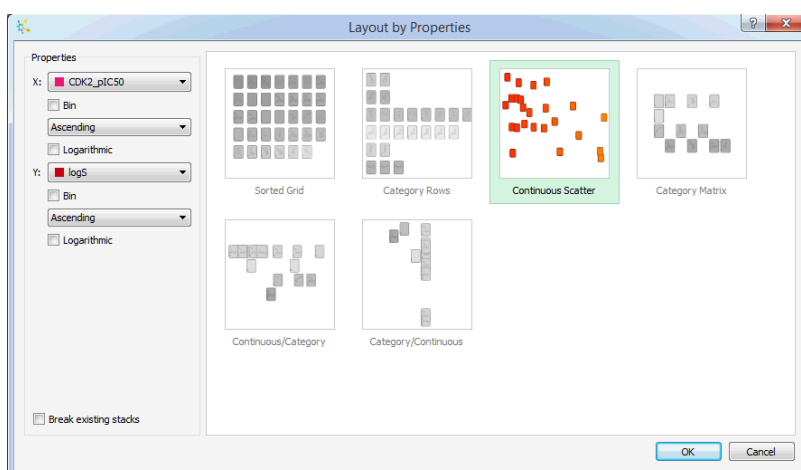 Layout by Properties
?
X
Properties
X:
CDK2_pIC50
Bin
Ascending
Logarithmic
Y:
logS
Bin
Ascending
Logarithmic
Break existing stacks
Sorted Grid
Category Rows
Continuous Scatter
Category Matrix
Continuous/Category
Category/Continuous
OK
Cancel